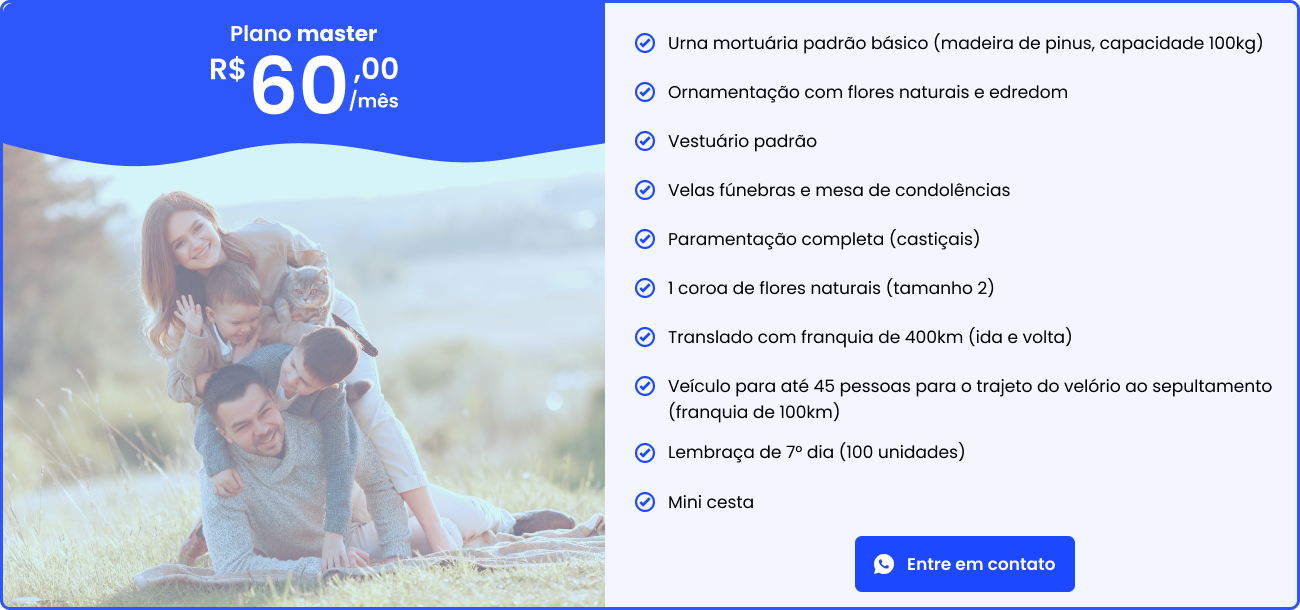 Plano master
R$60,00
/mês
Urna mortuária padrão básico (madeira de pinus, capacidade 100kg)
Ornamentação com flores naturais e edredom
Vestuário padrão
Velas fúnebras e mesa de condolências
Paramentação completa (castiçais)
1 coroa de flores naturais (tamanho 2)
Translado com franquia de 400km (ida e volta)
Veículo para até 45 pessoas para o trajeto do velório ao sepultamento
(franquia de 100km)
Lembraça de 7º dia (100 unidades)
Mini cesta
Entre em contato